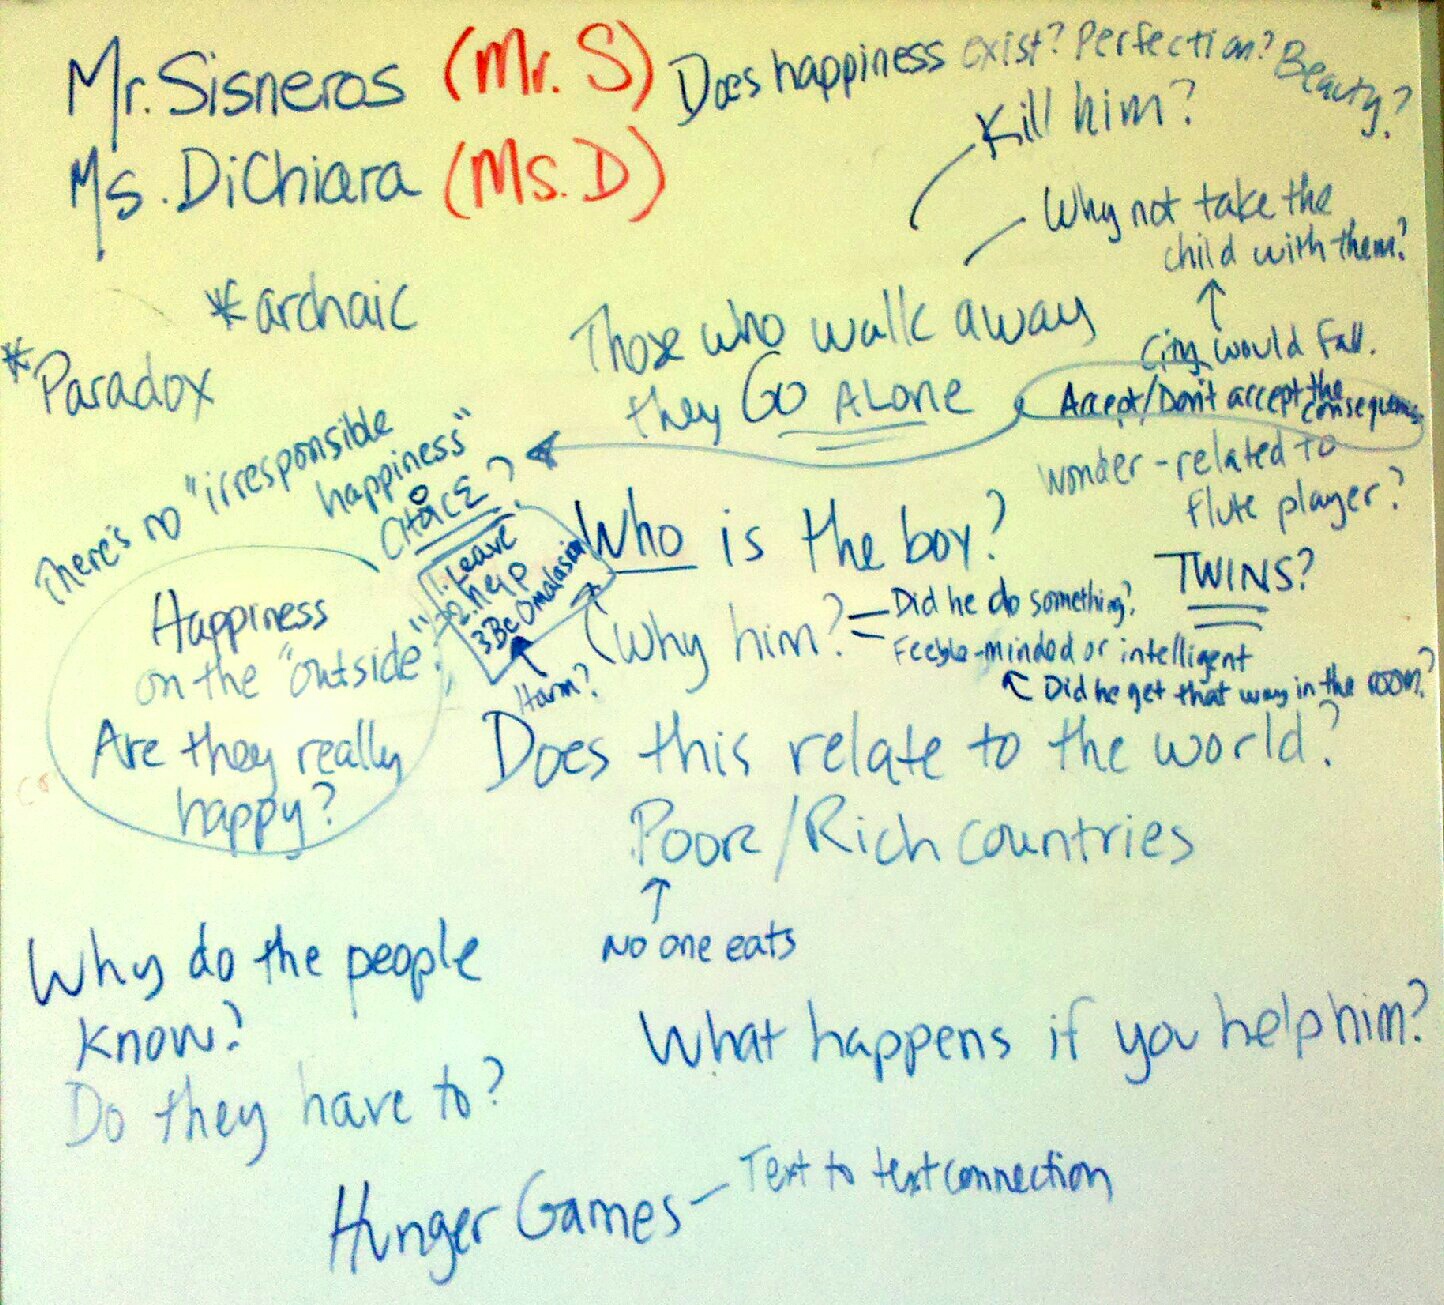 Mr. Sisneros (Mr. S)
Ms. DiChiara (Ms. D)
Does happiness exist? Perfection? Beauty?
Kill him?
Why not take the
child with them?
↑
City would fall.
*archaic
*Paradox
Those who walk away
they GO ALONE
Accept/Don't accept the
consequences
wonder-related to
flute player?
There's no "irresponsible
happiness"
CHOICE?
1. Leave
2. help
3. Be Omalasian
Harm?
Happiness
on the "outside".
Are they really
happy?
Who is the boy?
TWINS?
Why him?
Did he do something?
Feeble-minded or intelligent
Did he get that way in the room?
Does this relate to the world?
Poor/Rich countries
↑
No one eats
Why do the people
know?
Do they have to?
What happens if you help him?
Hunger Games - Text to text connection